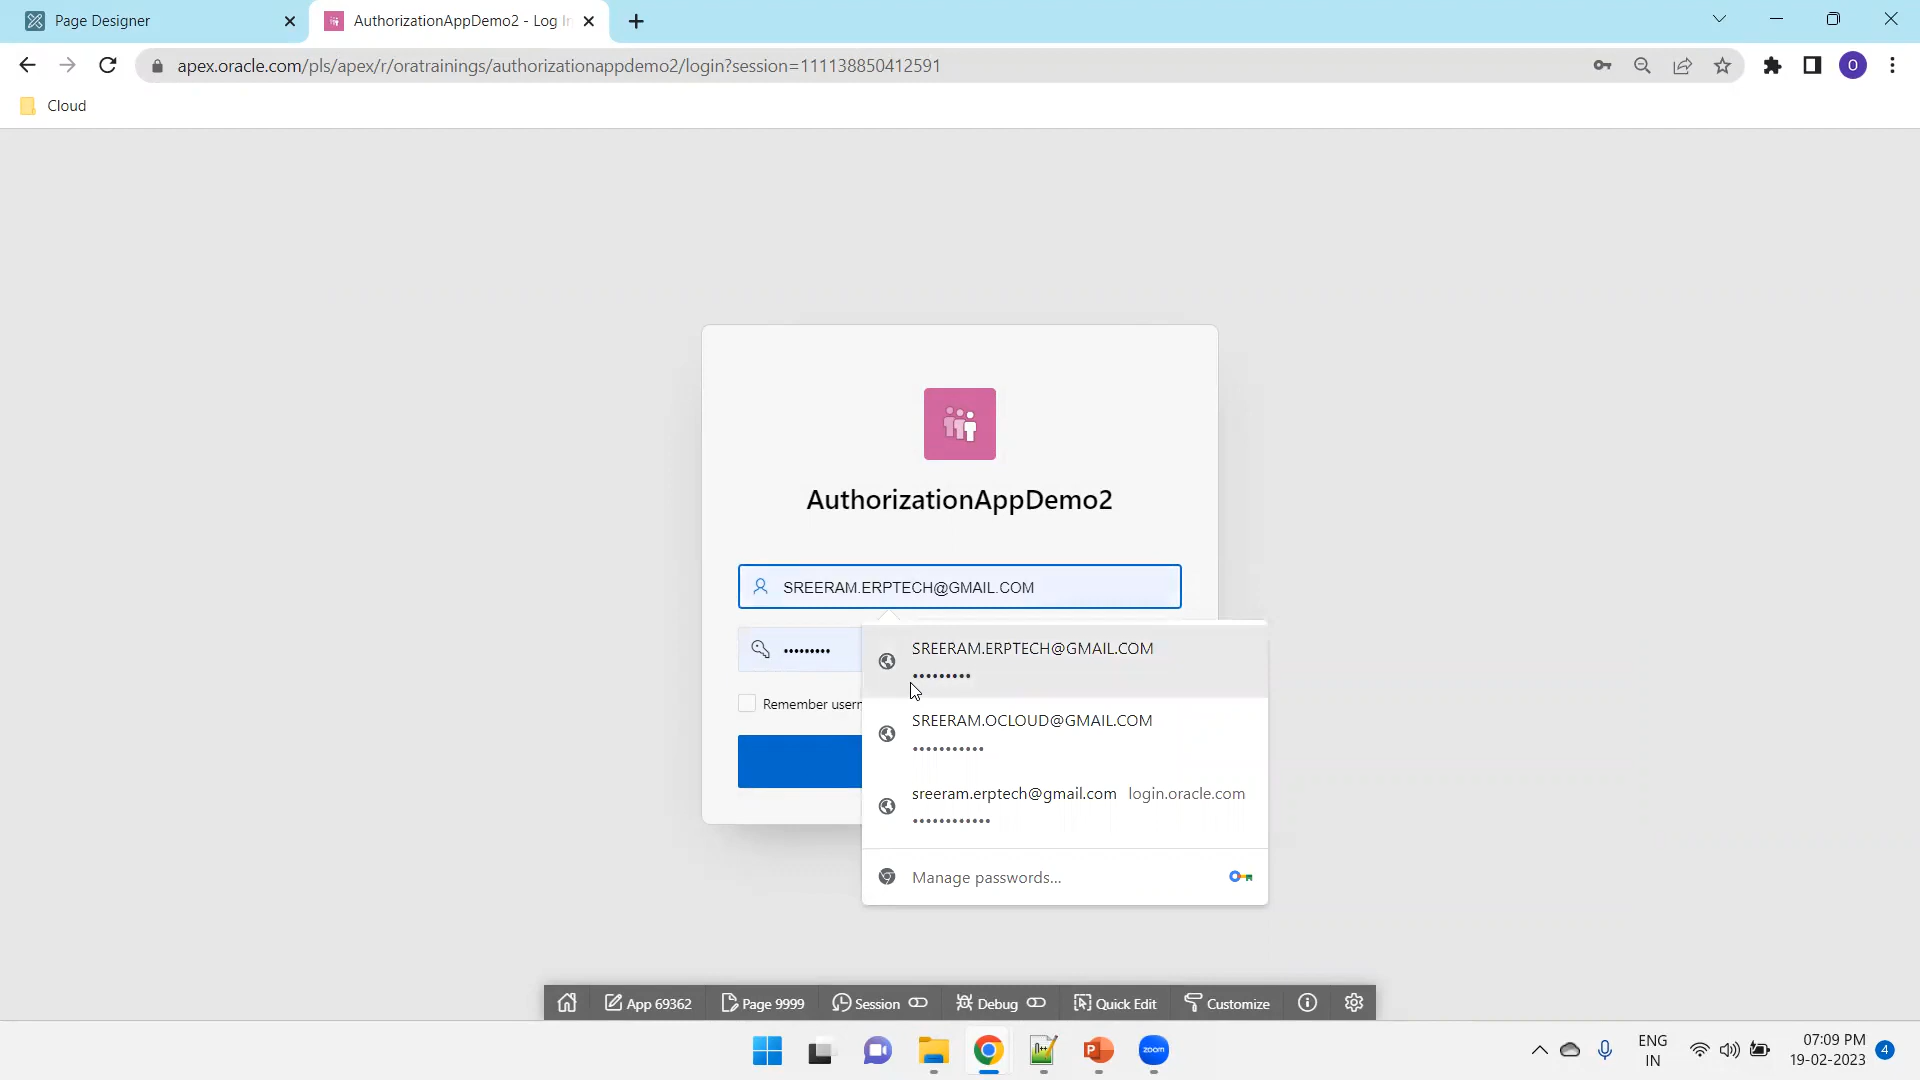 Page Designer
AuthorizationAppDemo2 - Log In
apex.oracle.com/pls/apex/r/oratrainings/authorizationappdemo2/login?session=111138850412591
O
Cloud
AuthorizationAppDemo2
SREERAM.ERPTECH@GMAIL.COM
•••••••••
SREERAM.ERPTECH@GMAIL.COM
•••••••••
Remember usern
SREERAM.OCLOUD@GMAIL.COM
•••••••••••
sreeram.erptech@gmail.com login.oracle.com
••••••••••••
Manage passwords...
App 69362 Page 9999 Session Debug Quick Edit Customize
zoom
ENG
IN
07:09 PM
19-02-2023
4